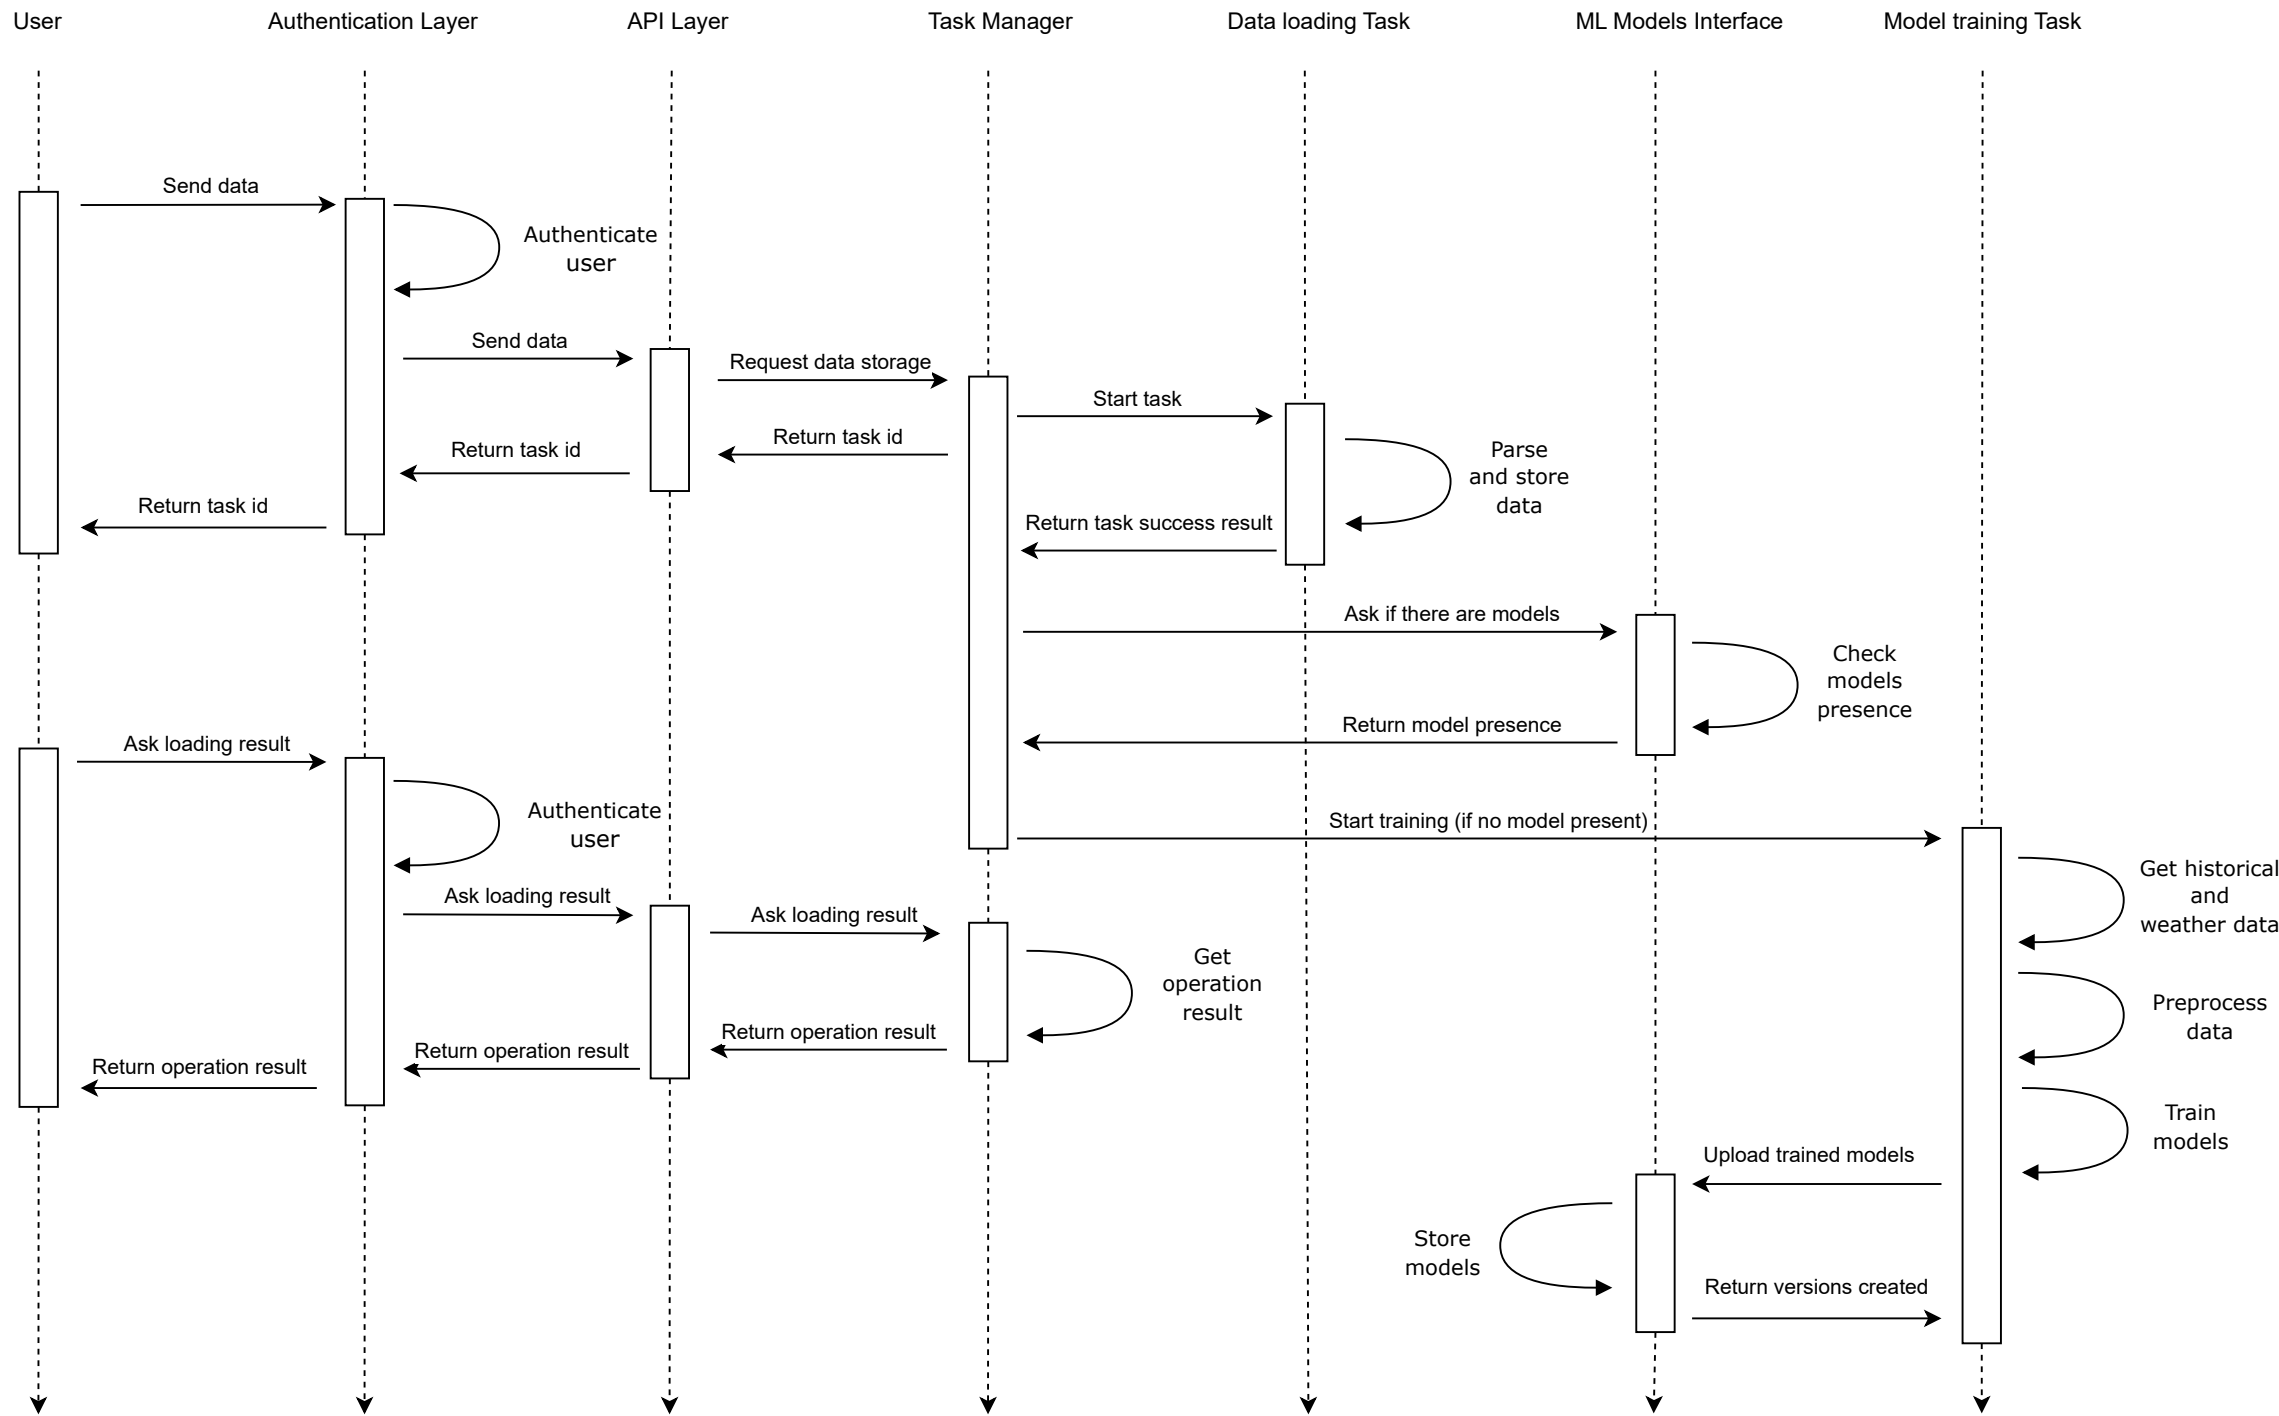 User
Authentication Layer
API Layer
Task Manager
Data loading Task
ML Models Interface
Model training Task
Send data
Authenticate
user
Send data
Request data storage
Start task
Return task id
Return task id
Return task id
Parse
and store
data
Return task success result
Ask if there are models
Check
models
presence
Return model presence
Ask loading result
Authenticate
user
Start training (if no model present)
Get historical
and
weather data
Ask loading result
Ask loading result
Get
operation
result
Preprocess
data
Return operation result
Return operation result
Return operation result
Train
models
Upload trained models
Store
models
Return versions created